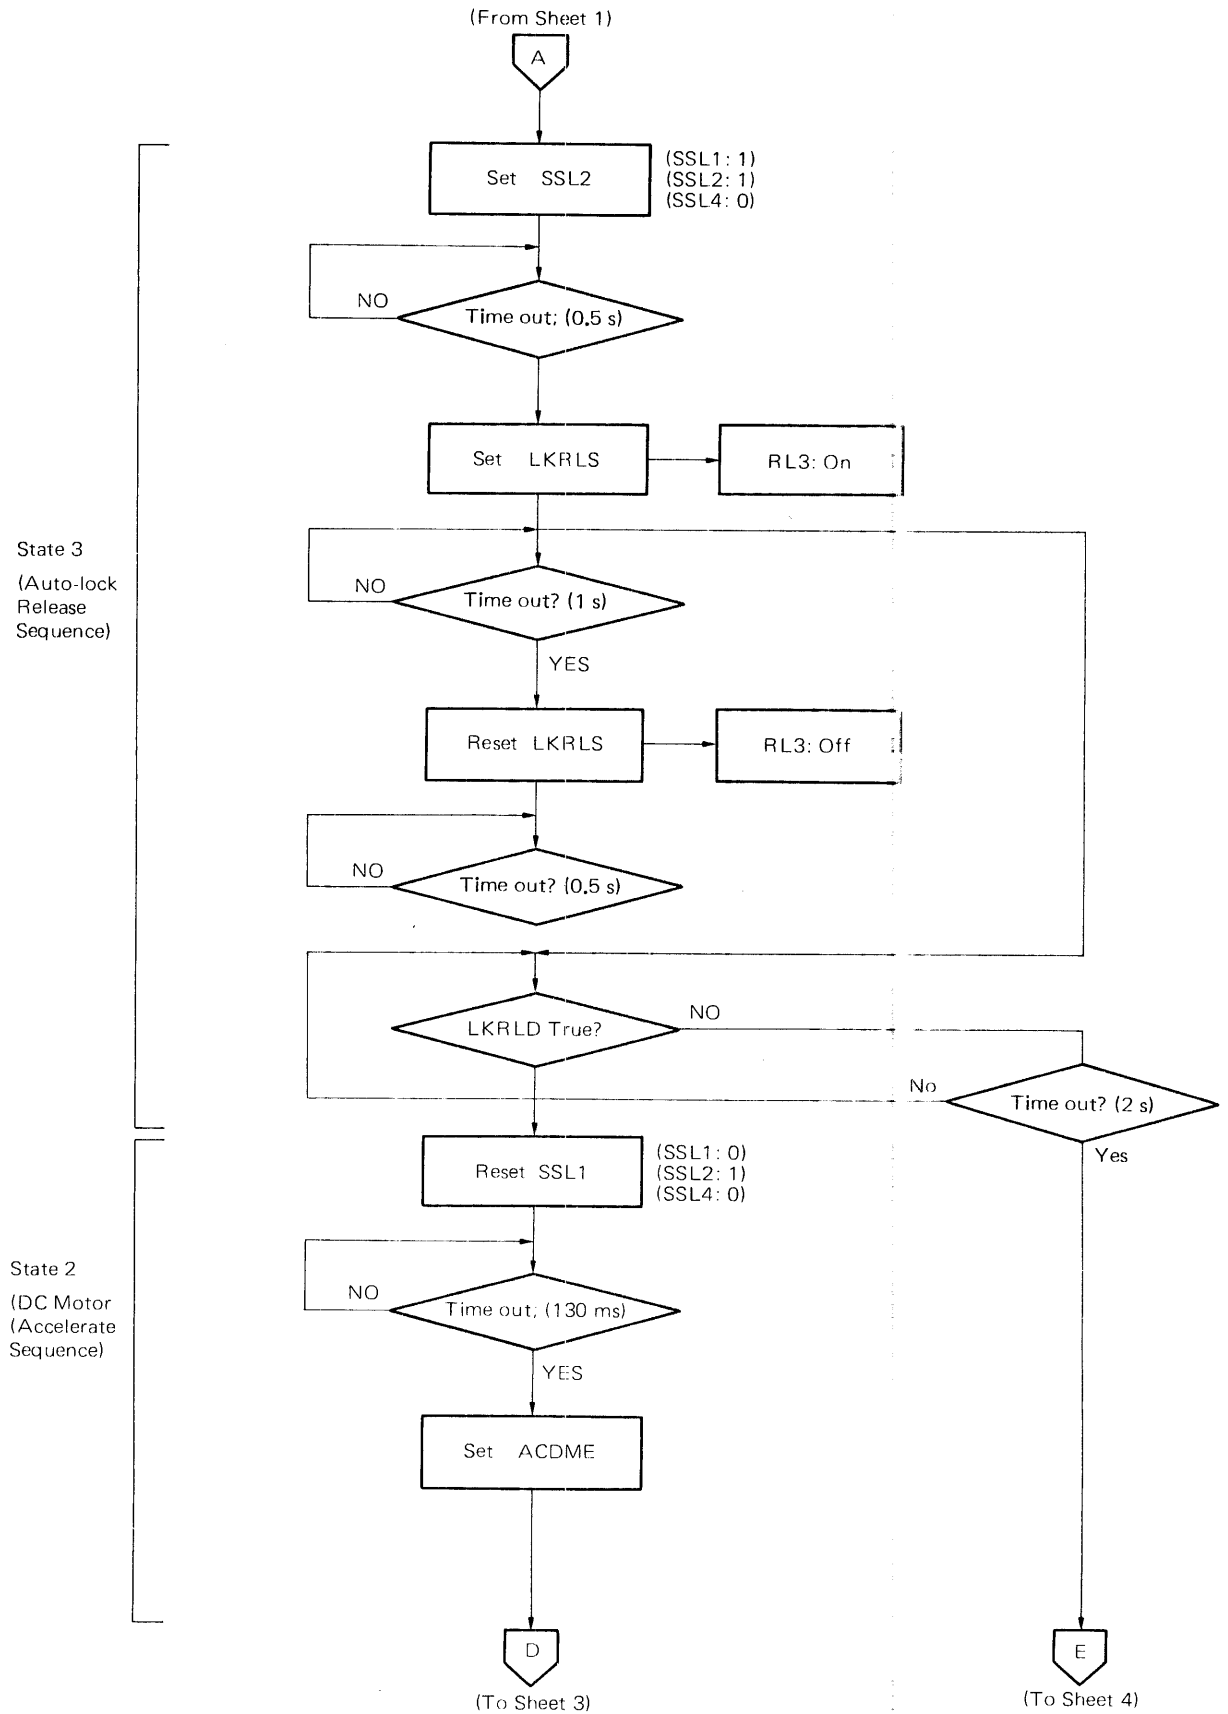 (From Sheet 1)
A
Set SSL2
(SSL1: 1)
(SSL2: 1)
(SSL4: 0)
NO
Time out; (0.5 s)
Set LKRLS
RL3: On
State 3
(Auto-lock
Release
Sequence)
NO
Time out? (1 s)
YES
Reset LKRLS
RL3: Off
NO
Time out? (0.5 s)
LKRLD True?
NO
No
Time out? (2 s)
Yes
Reset SSL1
(SSL1: 0)
(SSL2: 1)
(SSL4: 0)
State 2
(DC Motor
(Accelerate
Sequence)
NO
Time out; (130 ms)
YES
Set ACDME
D
(To Sheet 3)
E
(To Sheet 4)